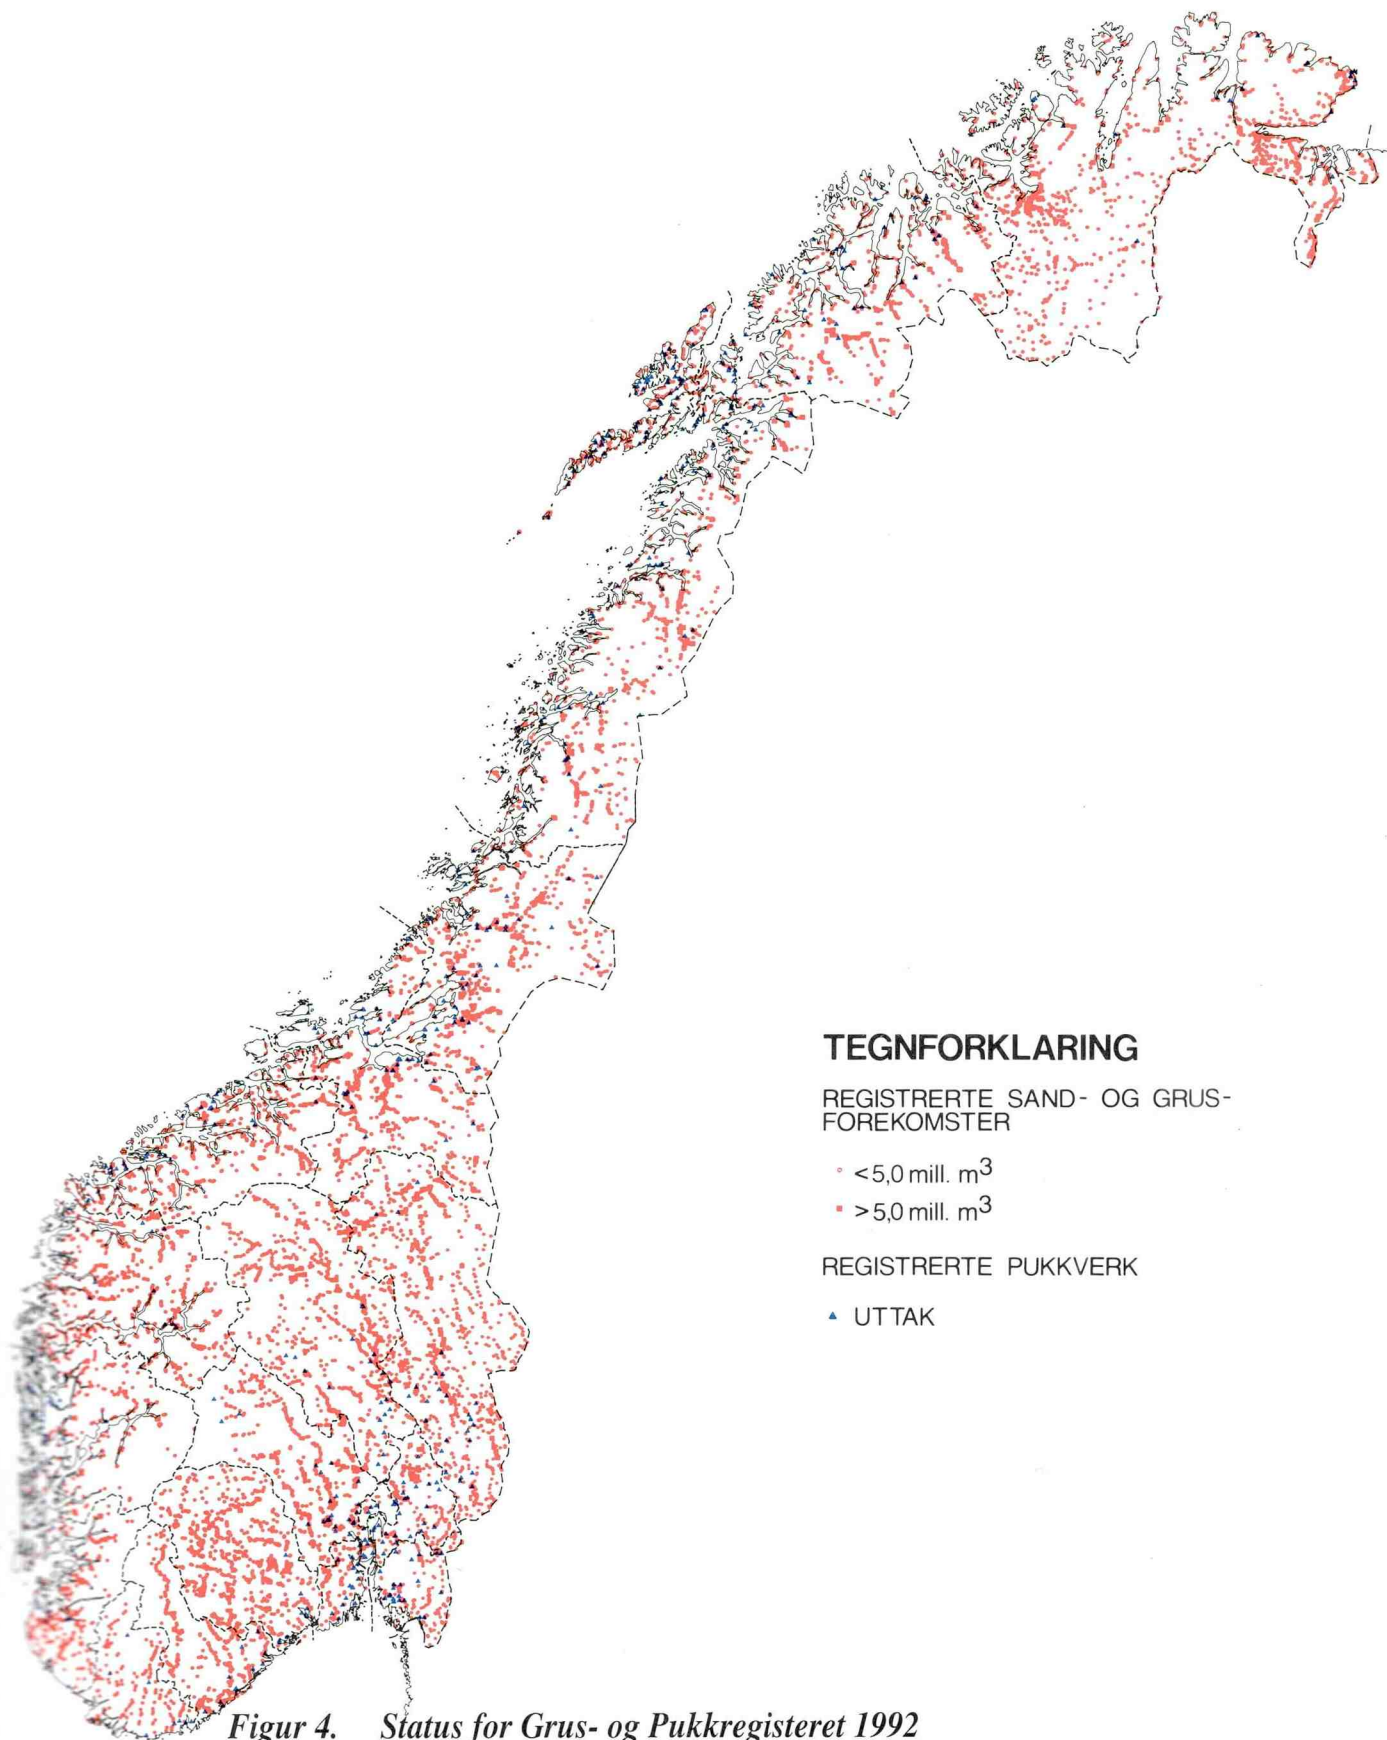 TEGNFORKLARING
REGISTRERTE SAND- OG GRUS-
FOREKOMSTER
<5,0 mill. m3
>5,0 mill. m3
REGISTRERTE PUKKVERK
UTTAK
Figur 4. Status for Grus- og Pukkregisteret 1992